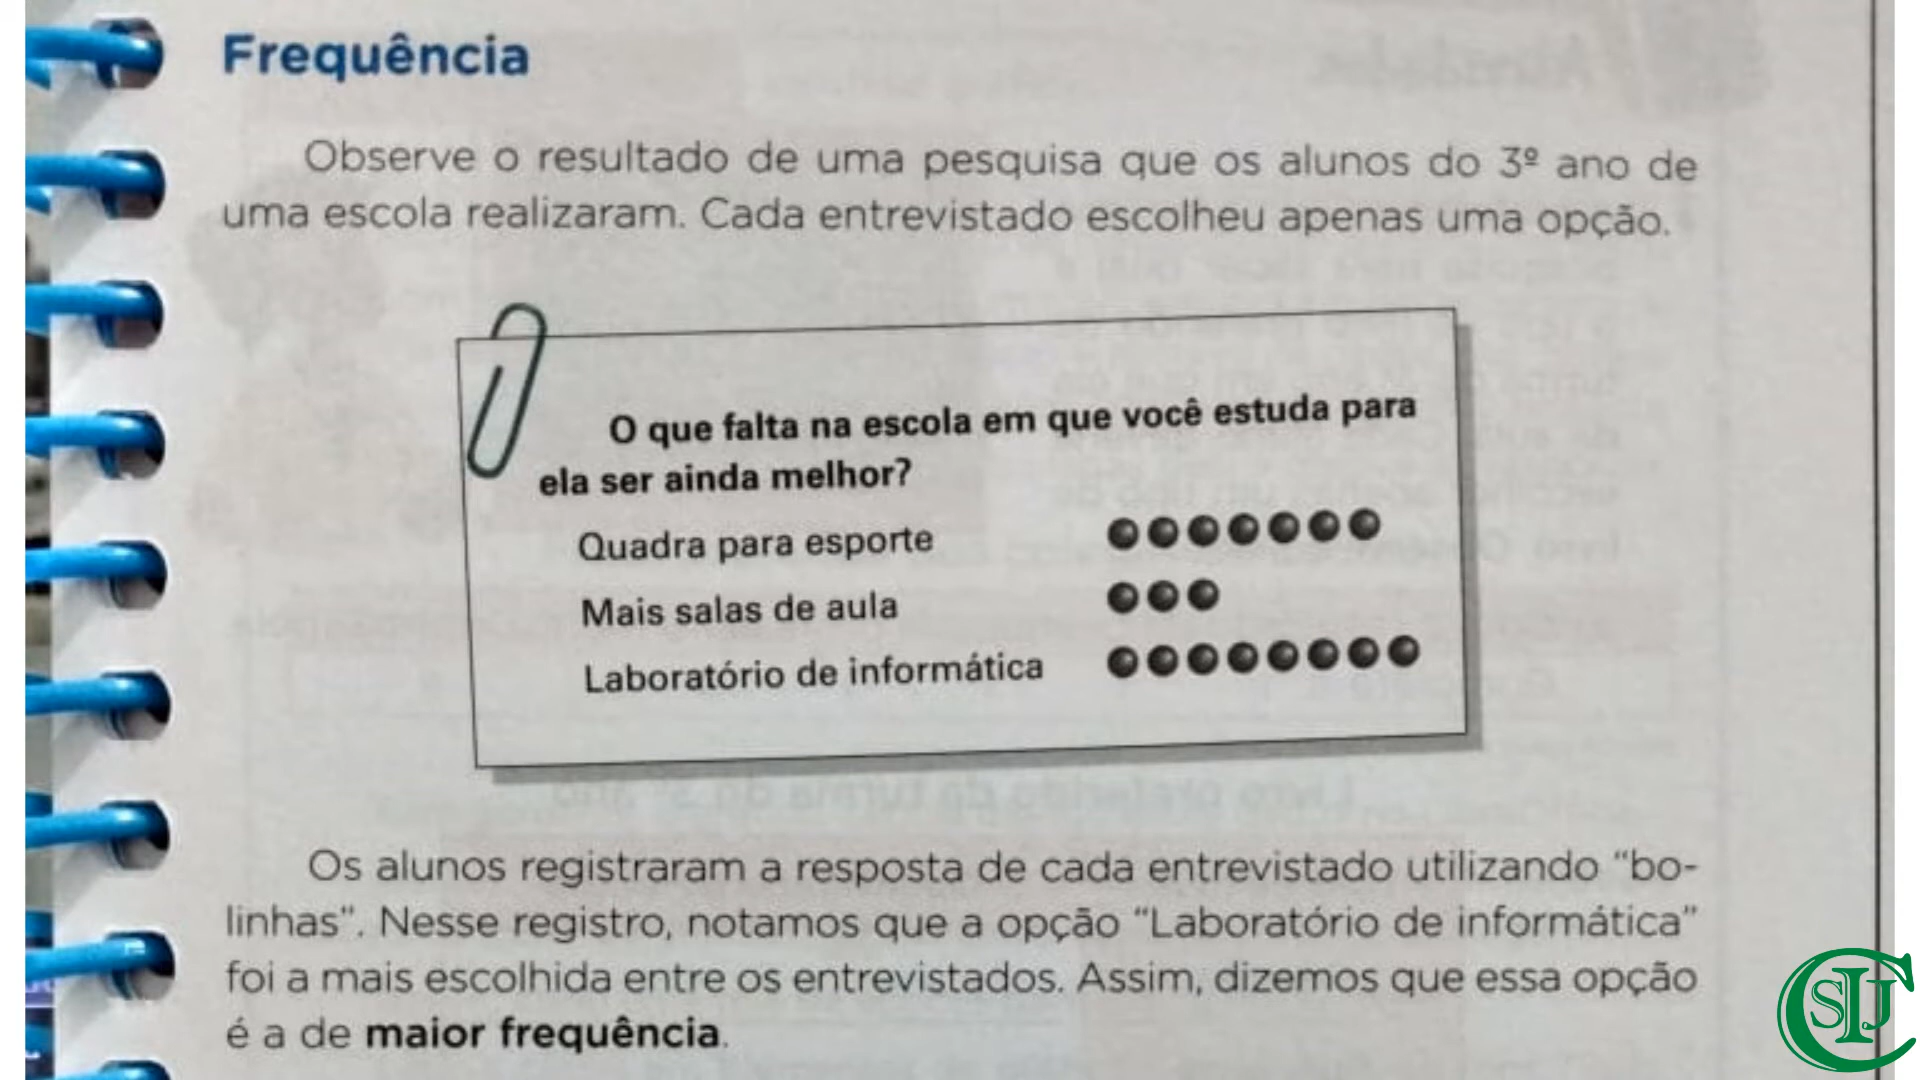 Frequência
Observe o resultado de uma pesquisa que os alunos do 3º ano de
uma escola realizaram. Cada entrevistado escolheu apenas uma opção.
O que falta na escola em que você estuda para
ela ser ainda melhor?
Quadra para esporte
Mais salas de aula
Laboratório de informática
Os alunos registraram a resposta de cada entrevistado utilizando “bo-
linhas”. Nesse registro, notamos que a opção “Laboratório de informática”
foi a mais escolhida entre os entrevistados. Assim, dizemos que essa opção
é a de maior frequência.